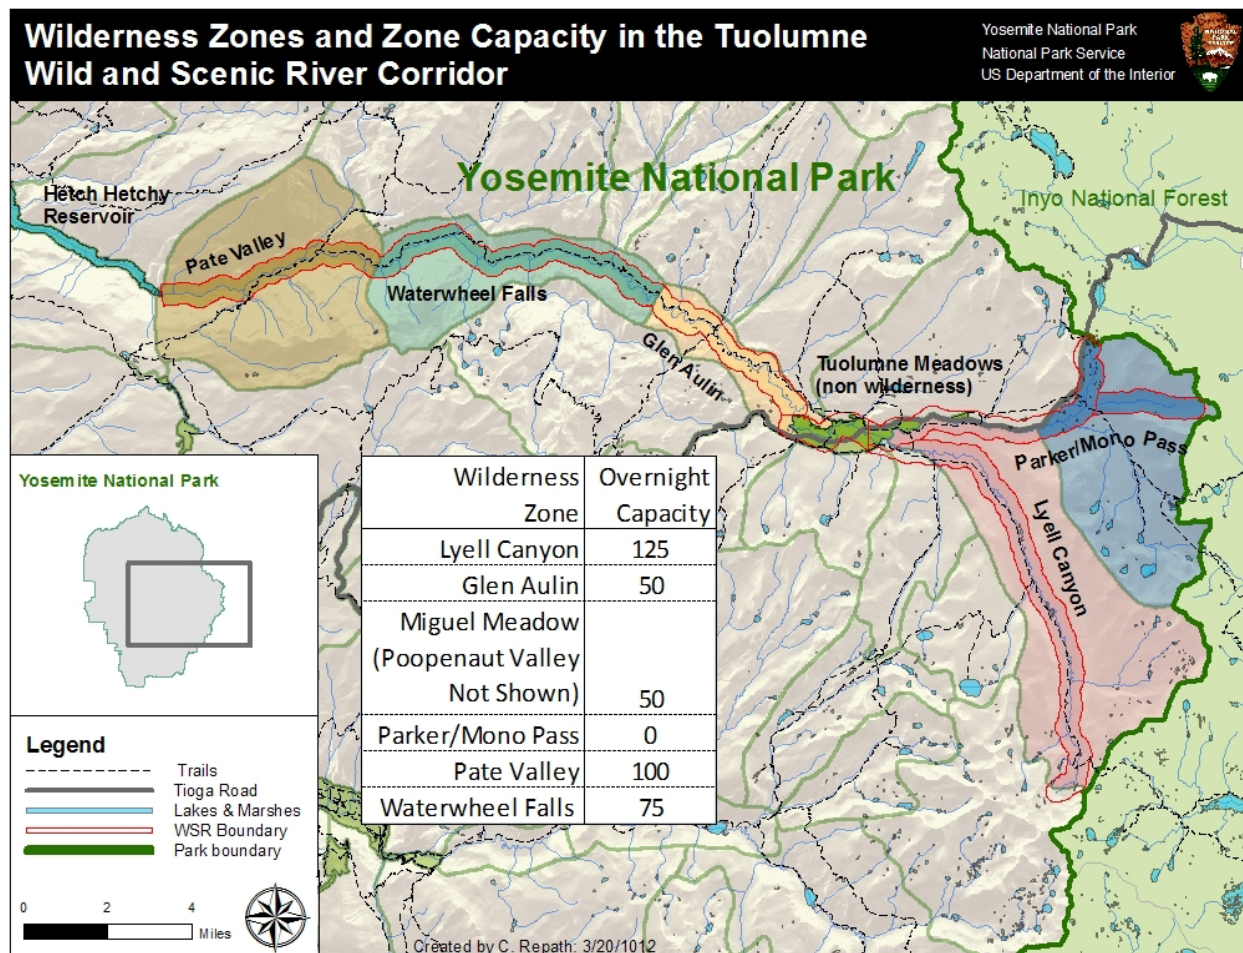 Wilderness Zones and Zone Capacity in the Tuolumne
Wild and Scenic River Corridor
Yosemite National Park
National Park Service
US Department of the Interior
NATIONAL
PARK
SERVICE
Yosemite National Park
Inyo National Forest
Hetch Hetchy
Reservoir
Pate Valley
Waterwheel Falls
Glen Aulin
Tuolumne Meadows
(non wilderness)
Parker/Mono Pass
Lyell Canyon
Yosemite National Park
Wilderness Zone Overnight Capacity
Lyell Canyon 125
Glen Aulin 50
Miguel Meadow
(Poopenaut Valley
Not Shown) 50
Parker/Mono Pass 0
Pate Valley 100
Waterwheel Falls 75
Legend
Trails
Tioga Road
Lakes & Marshes
WSR Boundary
Park boundary
0 2 4
Miles
Created by C. Repath: 3/20/1012